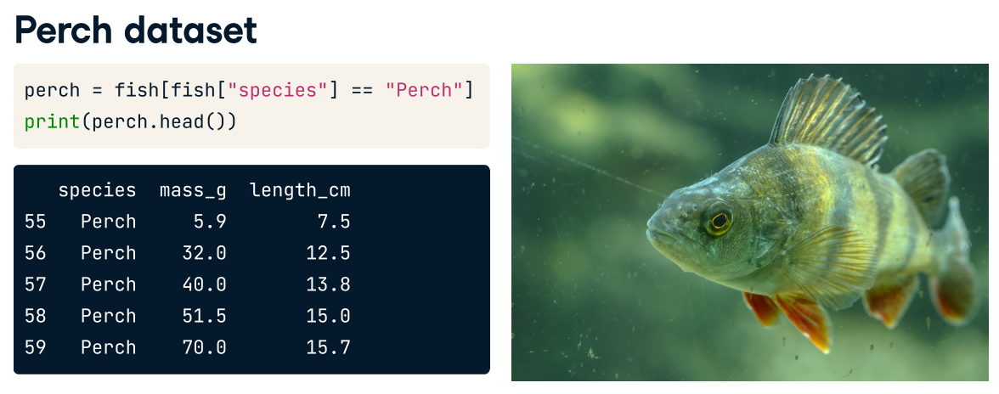 Perch dataset
perch = fish[fish["species"] == "Perch"]
print(perch.head())
species mass_g length_cm
55 Perch 5.9 7.5
56 Perch 32.0 12.5
57 Perch 40.0 13.8
58 Perch 51.5 15.0
59 Perch 70.0 15.7